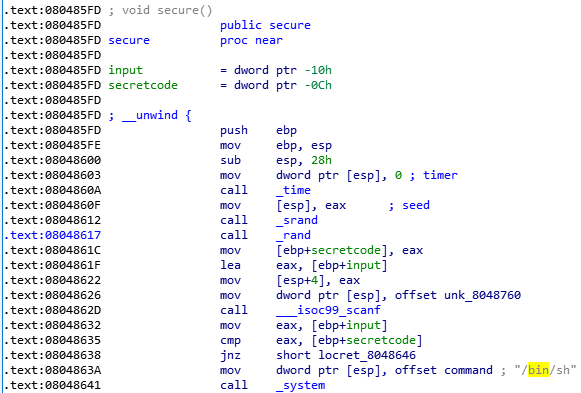 .text:080485FD ; void secure()
.text:080485FD public secure
.text:080485FD secure proc near
.text:080485FD
.text:080485FD input = dword ptr -10h
.text:080485FD secretcode = dword ptr -0Ch
.text:080485FD
.text:080485FD ; __unwind {
.text:080485FD push ebp
.text:080485FE mov ebp, esp
.text:08048600 sub esp, 28h
.text:08048603 mov dword ptr [esp], 0 ; timer
.text:0804860A call _time
.text:0804860F mov [esp], eax ; seed
.text:08048612 call _srand
.text:08048617 call _rand
.text:0804861C mov [ebp+secretcode], eax
.text:0804861F lea eax, [ebp+input]
.text:08048622 mov [esp+4], eax
.text:08048626 mov dword ptr [esp], offset unk_8048760
.text:0804862D call ___isoc99_scanf
.text:08048632 mov eax, [ebp+input]
.text:08048635 cmp eax, [ebp+secretcode]
.text:08048638 jnz short locret_8048646
.text:0804863A mov dword ptr [esp], offset command ; "/bin/sh"
.text:08048641 call _system